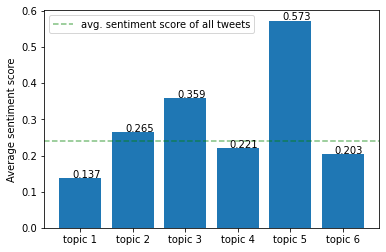 0.6
0.5
0.4
0.3
0.2
0.1
0.0
Average sentiment score
avg. sentiment score of all tweets
0.137
0.265
0.359
0.221
0.573
0.203
topic 1
topic 2
topic 3
topic 4
topic 5
topic 6